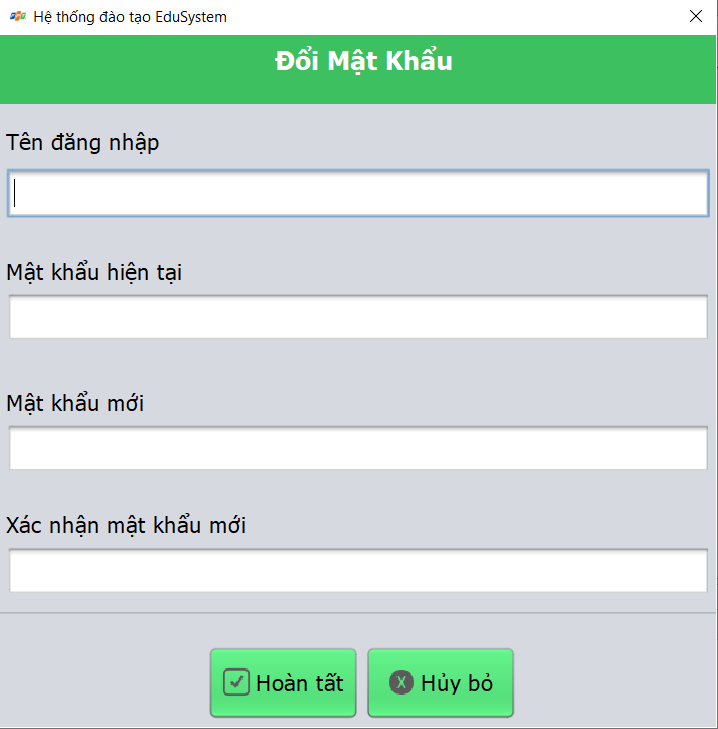 Hệ thống đào tạo EduSystem
Đổi Mật Khẩu
Tên đăng nhập
Mật khẩu hiện tại
Mật khẩu mới
Xác nhận mật khẩu mới
Hoàn tất
Hủy bỏ